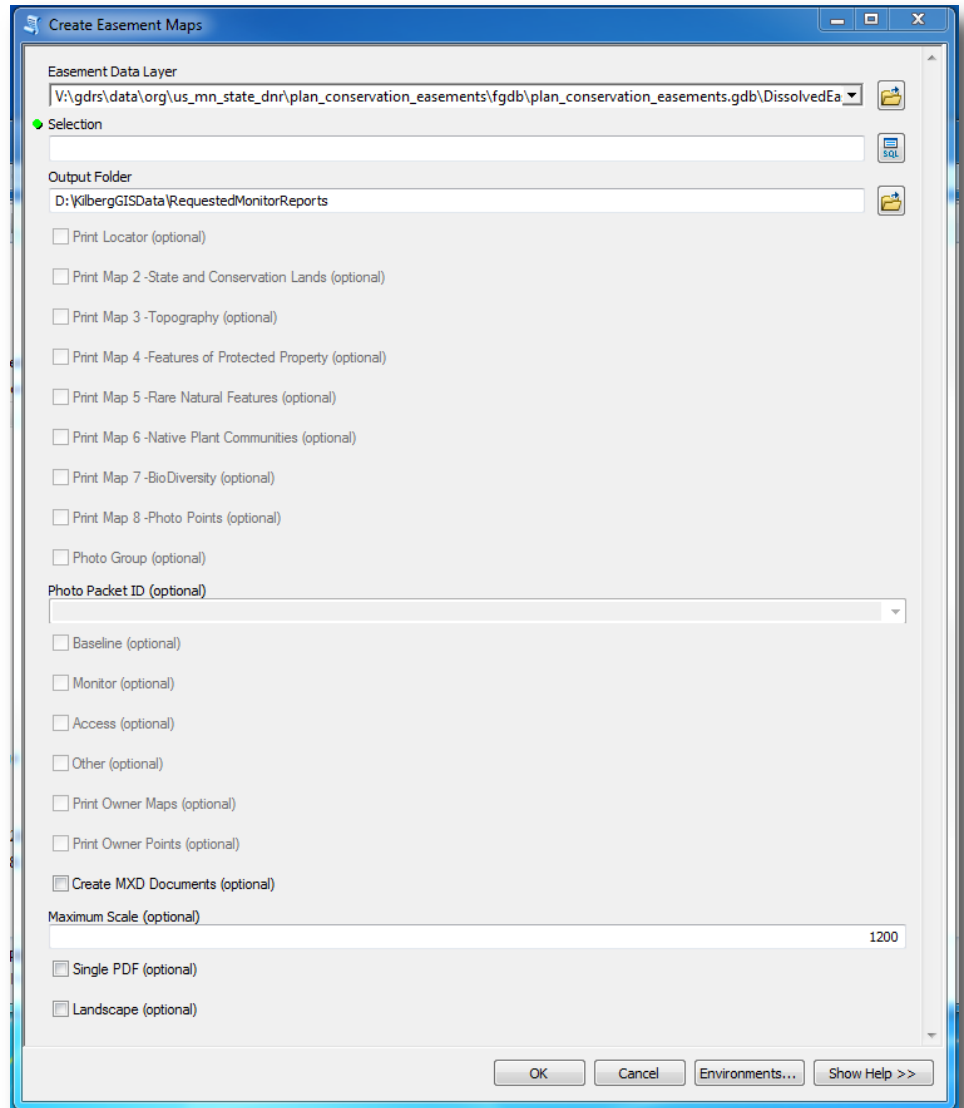 Create Easement Maps
Easement Data Layer
V:\gdrs\data\org\us_mn_state_dnr\plan_conservation_easements\fgdb\plan_conservation_easements.gdb\DissolvedEa
Selection
SQL
Output Folder
D:\KilbergGISData\RequestedMonitorReports
Print Locator (optional)
Print Map 2 -State and Conservation Lands (optional)
Print Map 3 -Topography (optional)
Print Map 4 -Features of Protected Property (optional)
Print Map 5 -Rare Natural Features (optional)
Print Map 6 -Native Plant Communities (optional)
Print Map 7 -BioDiversity (optional)
Print Map 8 -Photo Points (optional)
Photo Group (optional)
Photo Packet ID (optional)
Baseline (optional)
Monitor (optional)
Access (optional)
Other (optional)
Print Owner Maps (optional)
Print Owner Points (optional)
Create MXD Documents (optional)
Maximum Scale (optional)
1200
Single PDF (optional)
Landscape (optional)
OK Cancel Environments... Show Help >>